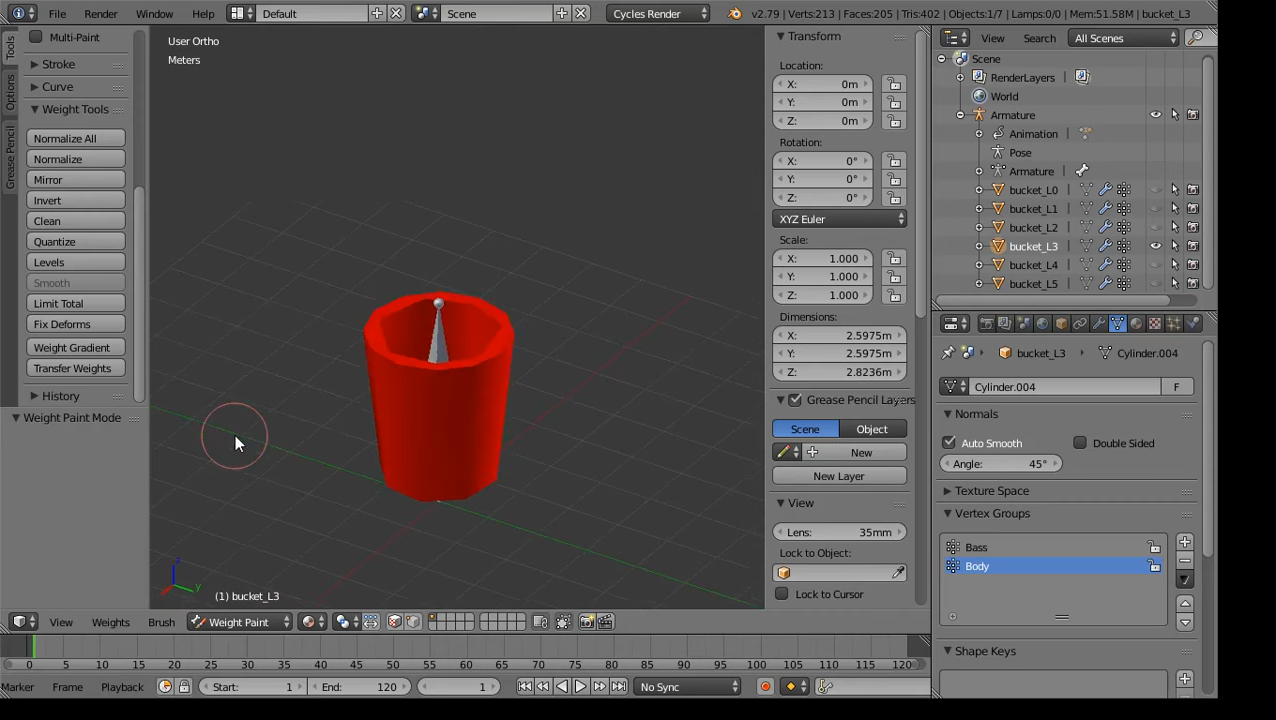 File Render Window Help Default Scene Cycles Render v2.79 | Verts:213 | Faces:205 | Tris:402 | Objects:1/7 | Lamps:0/0 | Mem:51.58M | bucket_L3
Tools
Options
Grease Pencil
Multi-Paint
Stroke
Curve
Weight Tools
Normalize All
Normalize
Mirror
Invert
Clean
Quantize
Levels
Smooth
Limit Total
Fix Deforms
Weight Gradient
Transfer Weights
History
Weight Paint Mode
User Ortho
Meters
z
y
(1) bucket_L3
View Weights Brush Weight Paint
Transform
Location:
X: 0m
Y: 0m
Z: 0m
Rotation:
X: 0°
Y: 0°
Z: 0°
XYZ Euler
Scale:
X: 1.000
Y: 1.000
Z: 1.000
Dimensions:
X: 2.5975m
Y: 2.5975m
Z: 2.8236m
Grease Pencil Layers
Scene Object
New
New Layer
View
Lens: 35mm
Lock to Object:
Lock to Cursor
View Search All Scenes
Scene
RenderLayers |
World
Armature
Animation |
Pose
Armature |
bucket_L0 |
bucket_L1 |
bucket_L2 |
bucket_L3 |
bucket_L4 |
bucket_L5 |
bucket_L3 Cylinder.004
Cylinder.004 F
Normals
Auto Smooth Double Sided
Angle: 45°
Texture Space
Vertex Groups
Bass
Body
Shape Keys
0 5 10 15 20 25 30 35 40 45 50 55 60 65 70 75 80 85 90 95 100 105 110 115 120
Marker Frame Playback Start: 1 End: 120 1 No Sync